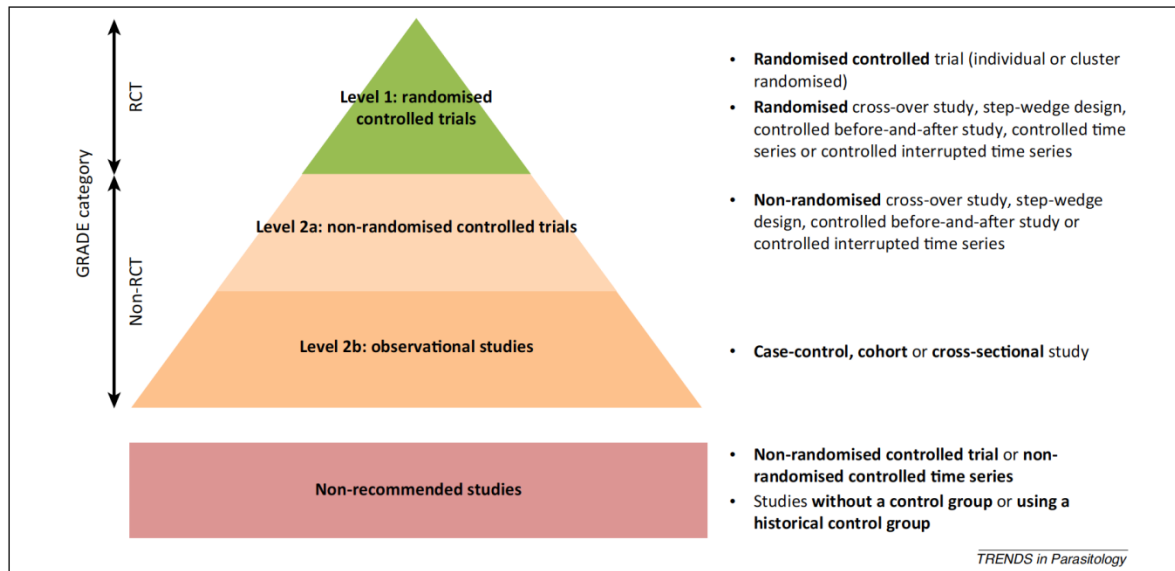 GRADE category
RCT
Non-RCT
Level 1: randomised
controlled trials
Level 2a: non-randomised controlled trials
Level 2b: observational studies
Non-recommended studies
• Randomised controlled trial (individual or cluster
randomised)
• Randomised cross-over study, step-wedge design,
controlled before-and-after study, controlled time
series or controlled interrupted time series
• Non-randomised cross-over study, step-wedge
design, controlled before-and-after study or
controlled interrupted time series
• Case-control, cohort or cross-sectional study
• Non-randomised controlled trial or non-
randomised controlled time series
• Studies without a control group or using a
historical control group
TRENDS in Parasitology